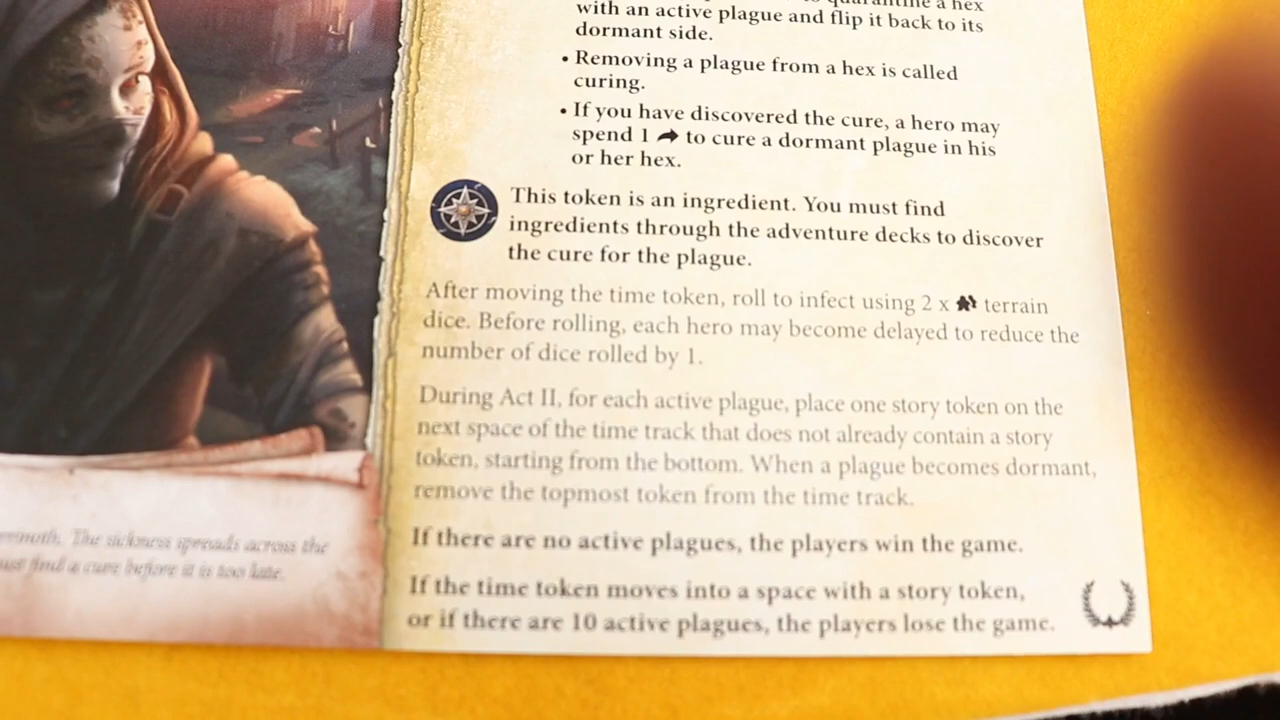 to quarantine a hex
with an active plague and flip it back to its
dormant side.
• Removing a plague from a hex is called
curing.
• If you have discovered the cure, a hero may
spend 1 to cure a dormant plague in his
or her hex.
This token is an ingredient. You must find
ingredients through the adventure decks to discover
the cure for the plague.
After moving the time token, roll to infect using 2 x terrain
dice. Before rolling, each hero may become delayed to reduce the
number of dice rolled by 1.
During Act II, for each active plague, place one story token on the
next space of the time track that does not already contain a story
token, starting from the bottom. When a plague becomes dormant,
remove the topmost token from the time track.
If there are no active plagues, the players win the game.
If the time token moves into a space with a story token,
or if there are 10 active plagues, the players lose the game.
The sickness spreads across the
find a cure before it is too late.